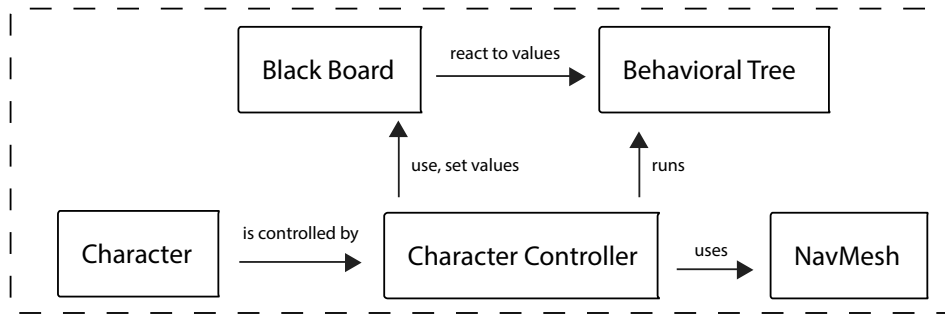 Black Board
react to values
Behavioral Tree
use, set values
runs
Character
is controlled by
Character Controller
uses
NavMesh